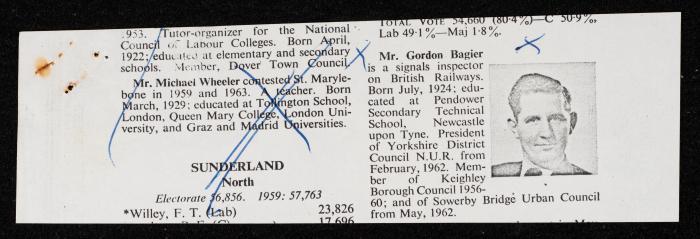 1953. Tutor-organizer for the National
Council of Labour Colleges. Born April,
1922; educated at elementary and secondary
schools. Member, Dover Town Council.
Mr. Michael Wheeler contested St. Maryle-
bone in 1959 and 1963. A teacher. Born
March, 1929; educated at Tollington School,
London, Queen Mary College, London Uni-
versity, and Graz and Madrid Universities.
SUNDERLAND
North
Electorate 56,856. 1959: 57,763
*Willey, F. T. (Lab) 23,826
17,696
TOTAL VOTE 54,660 (80·4%)—C 50·9%,
Lab 49·1%—Maj 1·8%.
Mr. Gordon Bagier
is a signals inspector
on British Railways.
Born July, 1924; edu-
cated at Pendower
Secondary Technical
School, Newcastle
upon Tyne. President
of Yorkshire District
Council N.U.R. from
February, 1962. Mem-
ber of Keighley
Borough Council 1956-
60; and of Sowerby Bridge Urban Council
from May, 1962.